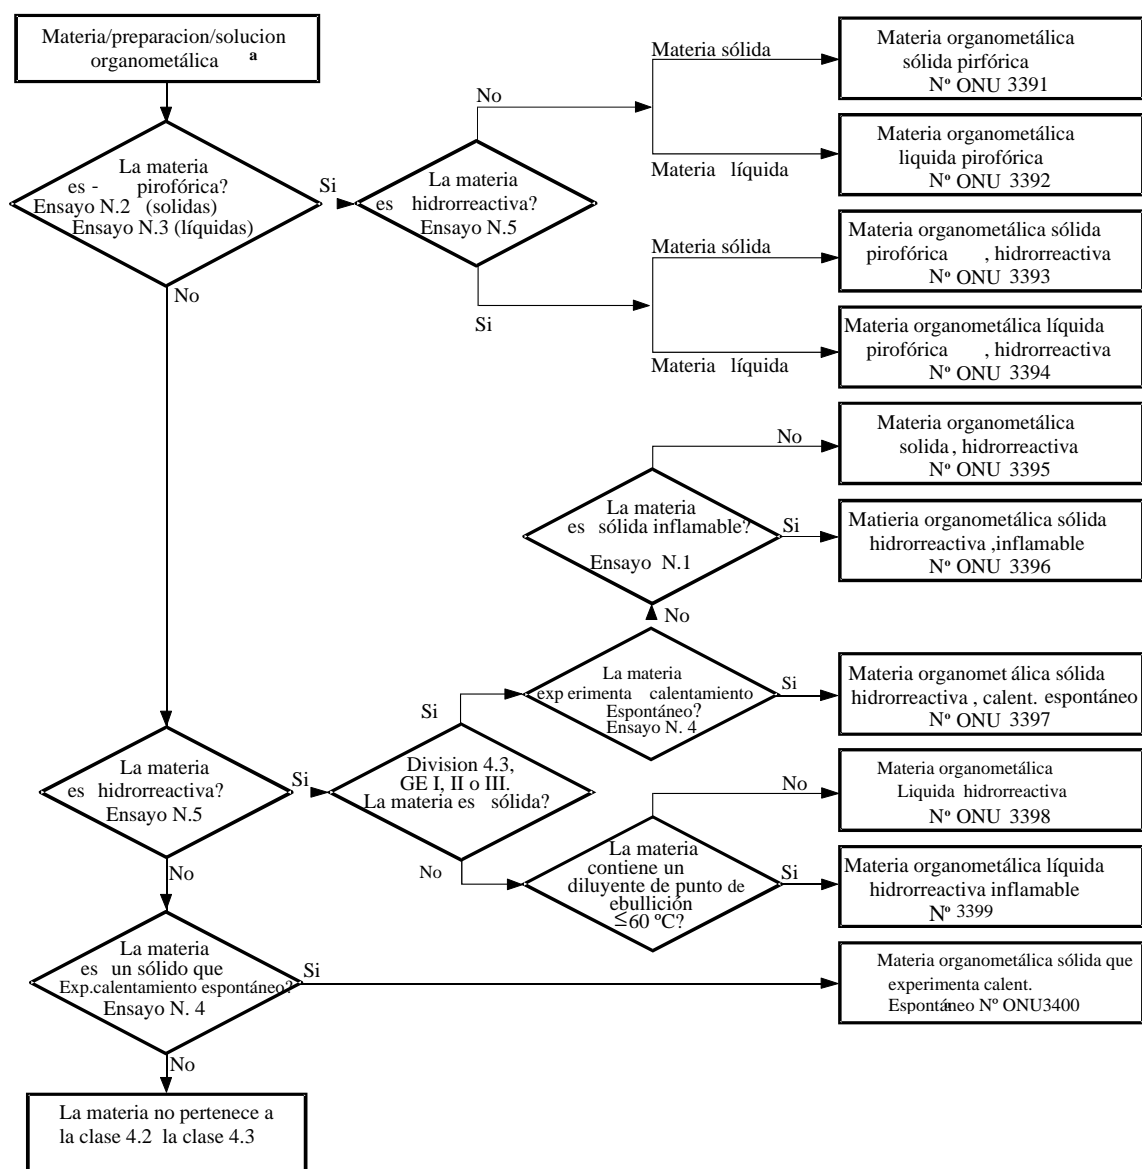 Materia/preparacion/solucion
organometálica a
La materia
es - pirofórica?
Ensayo N.2 (solidas)
Ensayo N.3 (líquidas)
Si
No
La materia
es hidrorreactiva?
Ensayo N.5
No
Si
Materia sólida
Materia líquida
Materia organometálica
sólida pirfórica
Nº ONU 3391
Materia organometálica
liquida pirofórica
Nº ONU 3392
Materia sólida
Materia líquida
Materia organometálica sólida
pirofórica , hidrorreactiva
Nº ONU 3393
Materia organometálica líquida
pirofórica , hidrorreactiva
Nº ONU 3394
No
Materia organometálica
solida , hidrorreactiva
Nº ONU 3395
La materia
es sólida inflamable?
Ensayo N.1
Si
Matieria organometálica sólida
hidrorreactiva ,inflamable
Nº ONU 3396
No
La materia
exp erimenta calentamiento
Espontáneo?
Ensayo N. 4
Si
Materia organomet álica sólida
hidrorreactiva , calent. espontáneo
Nº ONU 3397
La materia
es hidrorreactiva?
Ensayo N.5
Si
No
Division 4.3,
GE I, II o III.
La materia es sólida?
Si
No
No
Materia organometálica
Liquida hidrorreactiva
Nº ONU 3398
La materia
contiene un
diluyente de punto de
ebullición
≤60 ºC?
Si
Materia organometálica líquida
hidrorreactiva inflamable
Nº 3399
La materia
es un sólido que
Exp.calentamiento espontáneo?
Ensayo N. 4
Si
Materia organometálica sólida que
experimenta calent.
Espontáneo Nº ONU3400
No
La materia no pertenece a
la clase 4.2 la clase 4.3